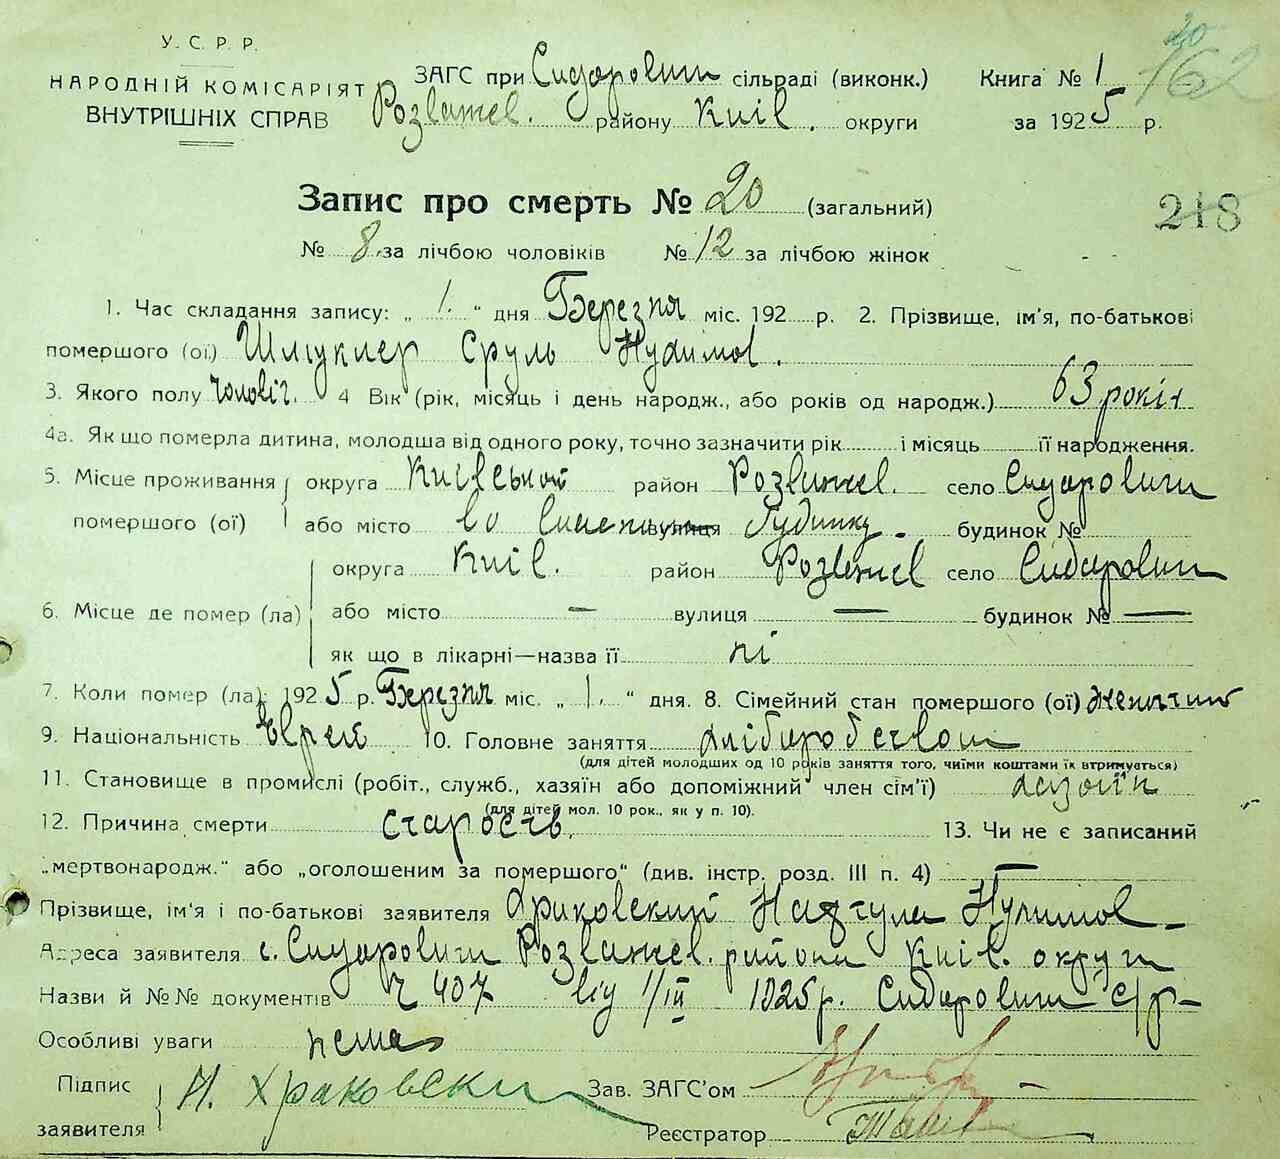 У. С. Р. Р.
НАРОДНІЙ КОМІСАРІЯТ
ВНУТРІШНІХ СПРАВ
ЗАГС при Сидоровиц сільраді (виконк.)
Розважев. району Київ. округи
Книга № 1
за 1925 р.
20
162
Запис про смерть № 20 (загальний)
218
№ 8 за лічбою чоловіків № 12 за лічбою жінок
1. Час складання запису: „ 1. “ дня Березня міс. 192 р. 2. Прізвище, ім'я, по-батькові
помершого (ої) Сруль
3. Якого полу чоловіч. 4 Вік (рік, місяць і день народж., або років од народж.) 63 років
4а. Як що померла дитина, молодша від одного року, точно зазначити рік і місяць її народження.
5. Місце проживання помершого (ої) округа Київської район Розважев. село Сидоровичи
або місто вулиця будинку будинок №
6. Місце де помер (ла) округа Київ. район Розважев село Сидорович
або місто — вулиця — будинок № —
як що в лікарні—назва її ні
7. Коли помер (ла): 1925 р. Березня міс. „ 1. “ дня. 8. Сімейний стан помершого (ої) женатий
9. Національність Еврей 10. Головне заняття хліборобством
(для дітей молодших од 10 років заняття того, чиїми коштами їх втримується)
11. Становище в промислі (робіт., служб., хазяїн або допоміжний член сім'ї) хазяїн
(для дітей мол. 10 рок., як у п. 10).
12. Причина смерти старость. 13. Чи не є записаний
„мертвонародж.“ або „оголошеним за помершого“ (див. інстр. розд. III п. 4) —
Прізвище, ім'я і по-батькові заявителя Храковский
Адреса заявителя с. Сидорович Розважев. району Київ. округи
Назви й №№ документів ч 407 від 1/III 1925 р. Сидорович с/р
Особливі уваги нема
Підпис заявителя Н. Храковски
Зав. ЗАГС'ом
Реєстратор